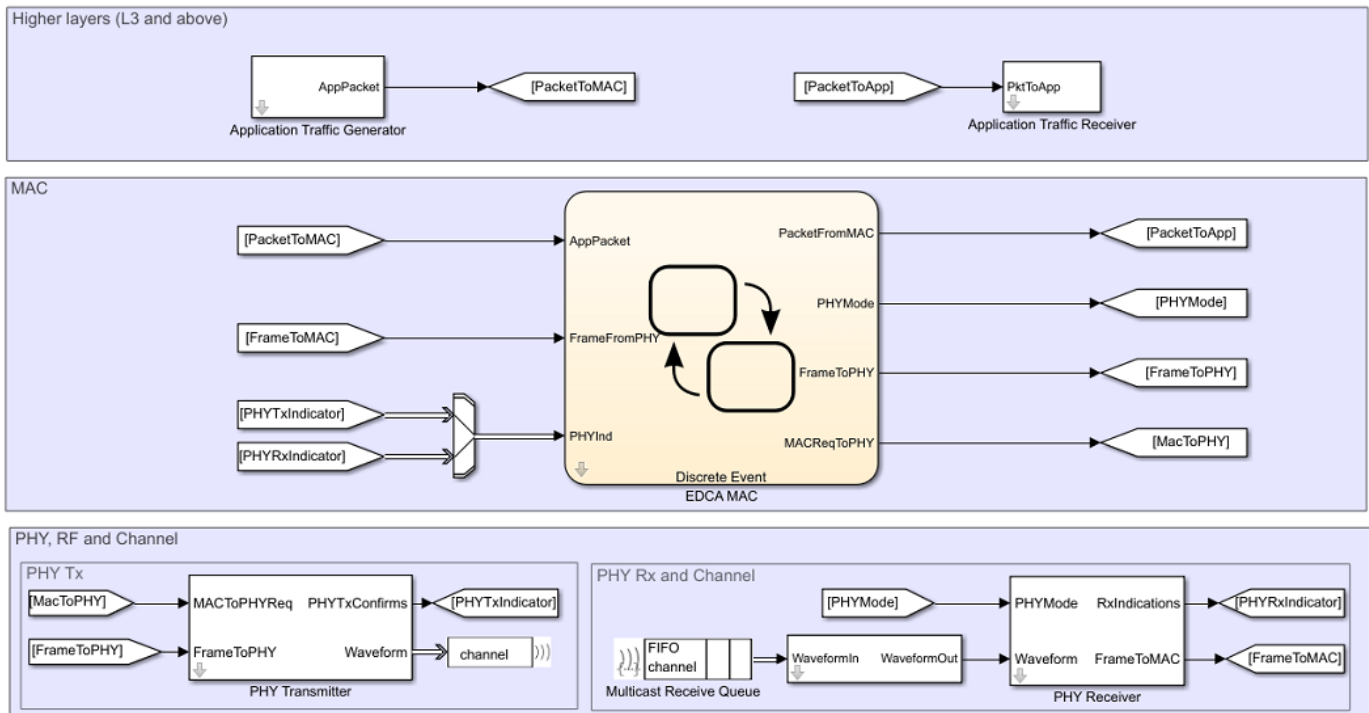 Higher layers (L3 and above)
AppPacket
[PacketToMAC]
[PacketToApp]
PktToApp
Application Traffic Generator
Application Traffic Receiver
MAC
[PacketToMAC]
AppPacket
PacketFromMAC
[PacketToApp]
PHYMode
[PHYMode]
[FrameToMAC]
FrameFromPHY
FrameToPHY
[FrameToPHY]
[PHYTxIndicator]
[PHYRxIndicator]
PHYInd
MACReqToPHY
[MacToPHY]
Discrete Event
EDCA MAC
PHY, RF and Channel
PHY Tx
[MacToPHY]
MACToPHYReq
PHYTxConfirms
[PHYTxIndicator]
[FrameToPHY]
FrameToPHY
Waveform
channel
PHY Transmitter
PHY Rx and Channel
[PHYMode]
PHYMode
RxIndications
[PHYRxIndicator]
FIFO
channel
WaveformIn
WaveformOut
Waveform
FrameToMAC
[FrameToMAC]
Multicast Receive Queue
PHY Receiver